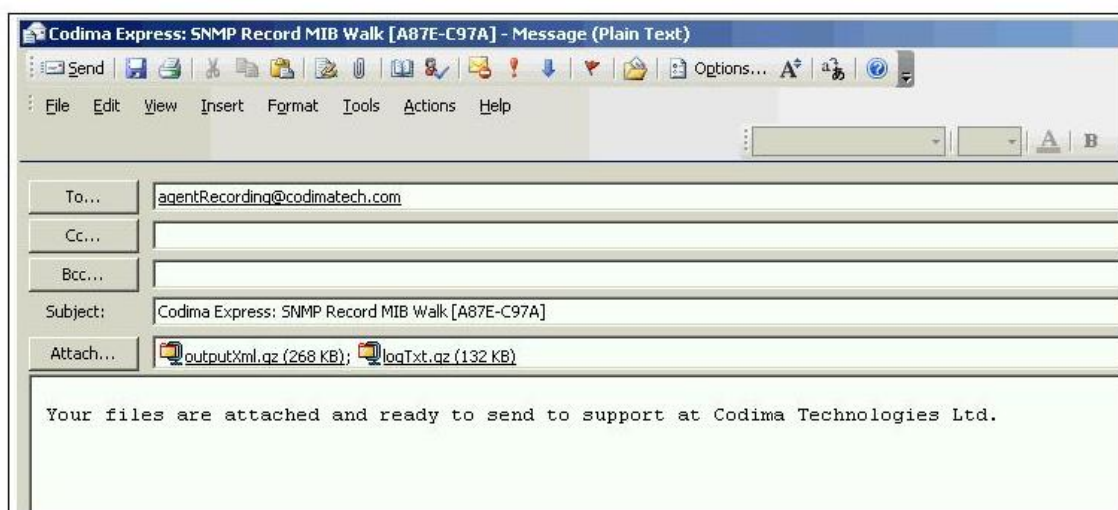 Codima Express: SNMP Record MIB Walk [A87E-C97A] - Message (Plain Text)
Send Options...
File Edit View Insert Format Tools Actions Help
A B
To... agentRecording@codimatech.com
Cc...
Bcc...
Subject: Codima Express: SNMP Record MIB Walk [A87E-C97A]
Attach... outputXml.gz (268 KB); logTxt.gz (132 KB)
Your files are attached and ready to send to support at Codima Technologies Ltd.